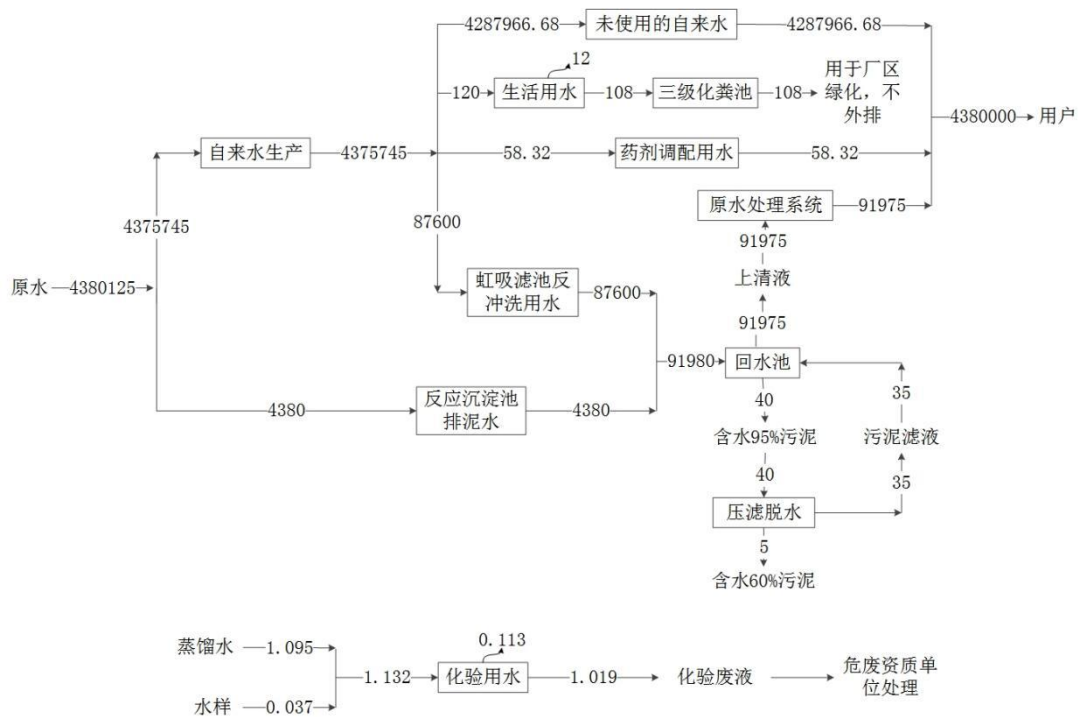 4287966.68
未使用的自来水
4287966.68
12
120
生活用水
108
三级化粪池
108
用于厂区
绿化，不
外排
4380000
用户
自来水生产
4375745
58.32
药剂调配用水
58.32
原水处理系统
91975
4375745
87600
91975
上清液
原水
4380125
虹吸滤池反
冲洗用水
87600
91975
91980
回水池
4380
反应沉淀池
排泥水
4380
40
35
含水95%污泥
污泥滤液
40
35
压滤脱水
5
含水60%污泥
蒸馏水
1.095
0.113
1.132
化验用水
1.019
化验废液
危废资质单
位处理
水样
0.037